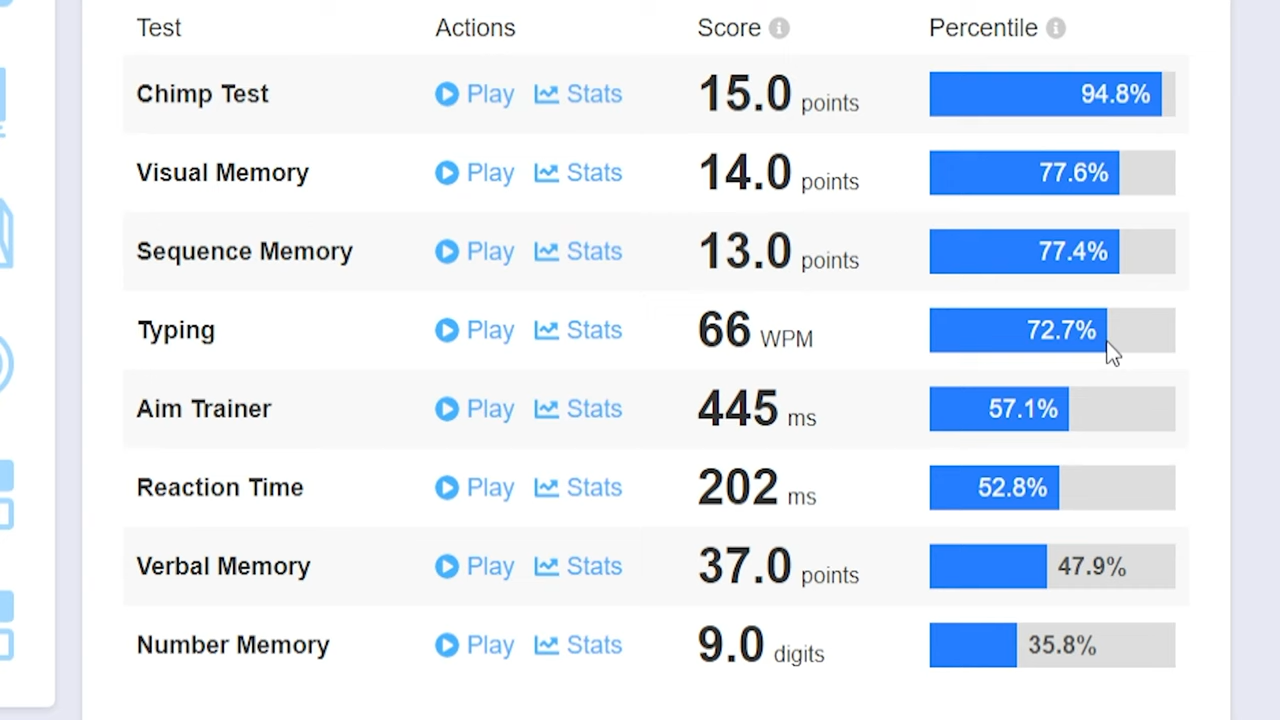 Test Actions Score Percentile
Chimp Test Play Stats 15.0 points 94.8%
Visual Memory Play Stats 14.0 points 77.6%
Sequence Memory Play Stats 13.0 points 77.4%
Typing Play Stats 66 WPM 72.7%
Aim Trainer Play Stats 445 ms 57.1%
Reaction Time Play Stats 202 ms 52.8%
Verbal Memory Play Stats 37.0 points 47.9%
Number Memory Play Stats 9.0 digits 35.8%